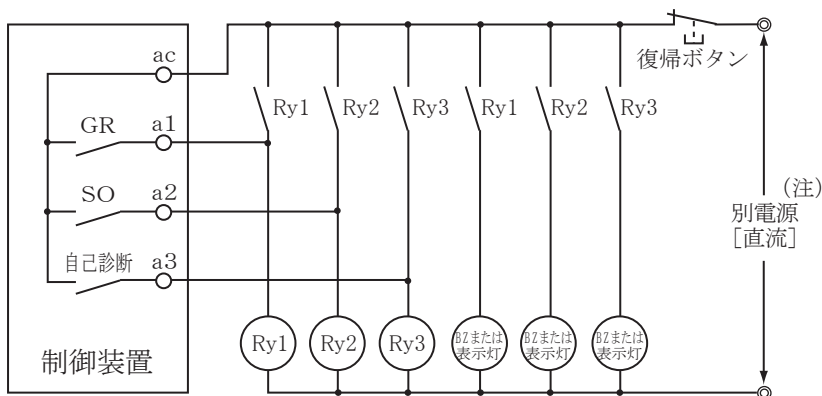 ac
復帰ボタン
GR
a1
Ry1
Ry2
Ry3
Ry1
Ry2
Ry3
SO
a2
(注)
別電源
[直流]
自己診断
a3
制御装置
Ry1
Ry2
Ry3
BZまたは
表示灯
BZまたは
表示灯
BZまたは
表示灯